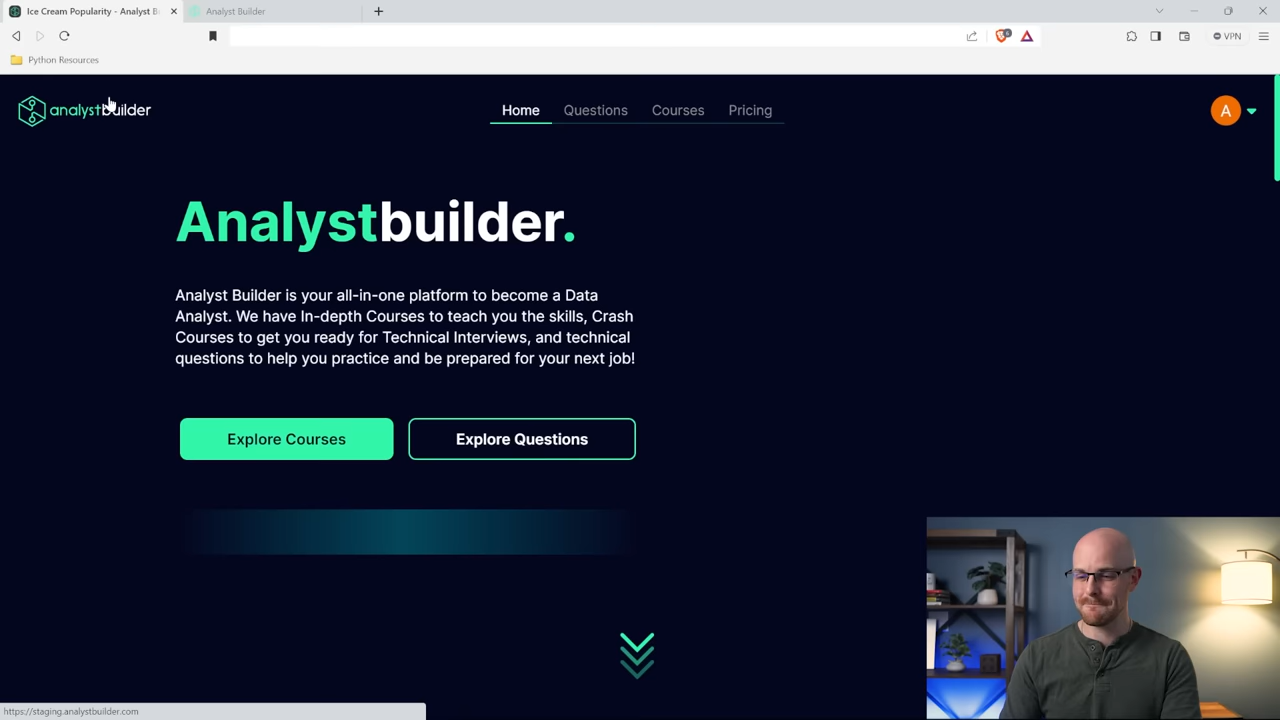 Ice Cream Popularity - Analyst B
Analyst Builder
VPN
Python Resources
analystbuilder
Home
Questions
Courses
Pricing
A
Analystbuilder.
Analyst Builder is your all-in-one platform to become a Data
Analyst. We have In-depth Courses to teach you the skills, Crash
Courses to get you ready for Technical Interviews, and technical
questions to help you practice and be prepared for your next job!
Explore Courses
Explore Questions
https://staging.analystbuilder.com